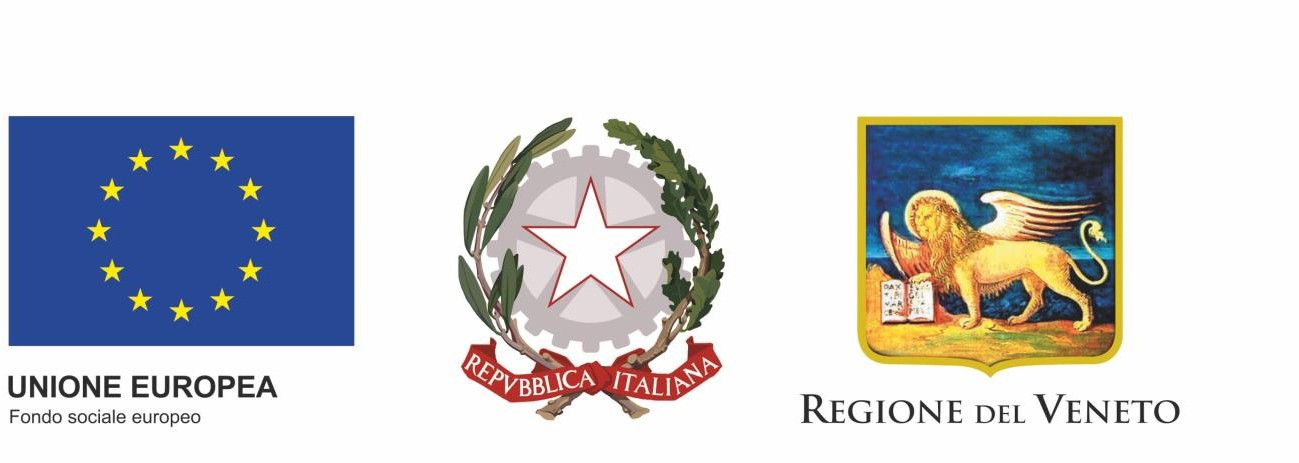 UNIONE EUROPEA
Fondo sociale europeo
REPVBBLICA ITALIANA
REGIONE DEL VENETO